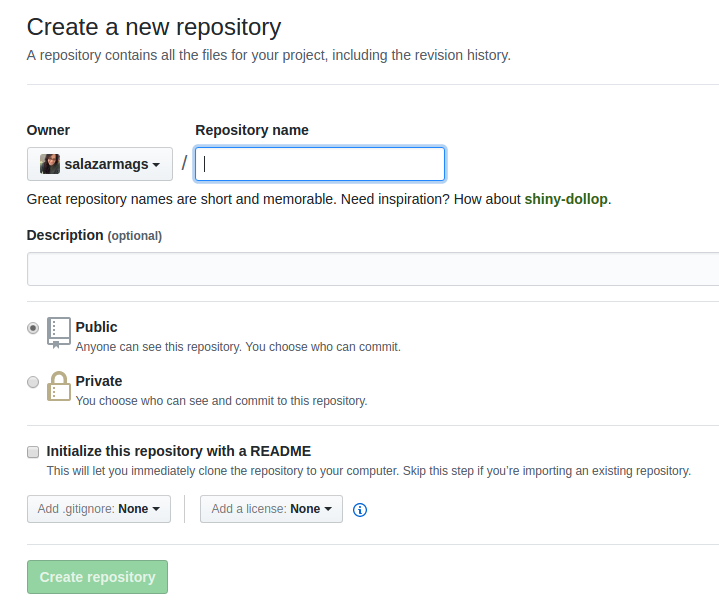 Create a new repository
A repository contains all the files for your project, including the revision history.
Owner Repository name
salazarmags /
Great repository names are short and memorable. Need inspiration? How about shiny-dollop.
Description (optional)
Public
Anyone can see this repository. You choose who can commit.
Private
You choose who can see and commit to this repository.
Initialize this repository with a README
This will let you immediately clone the repository to your computer. Skip this step if you’re importing an existing repository.
Add .gitignore: None Add a license: None
Create repository